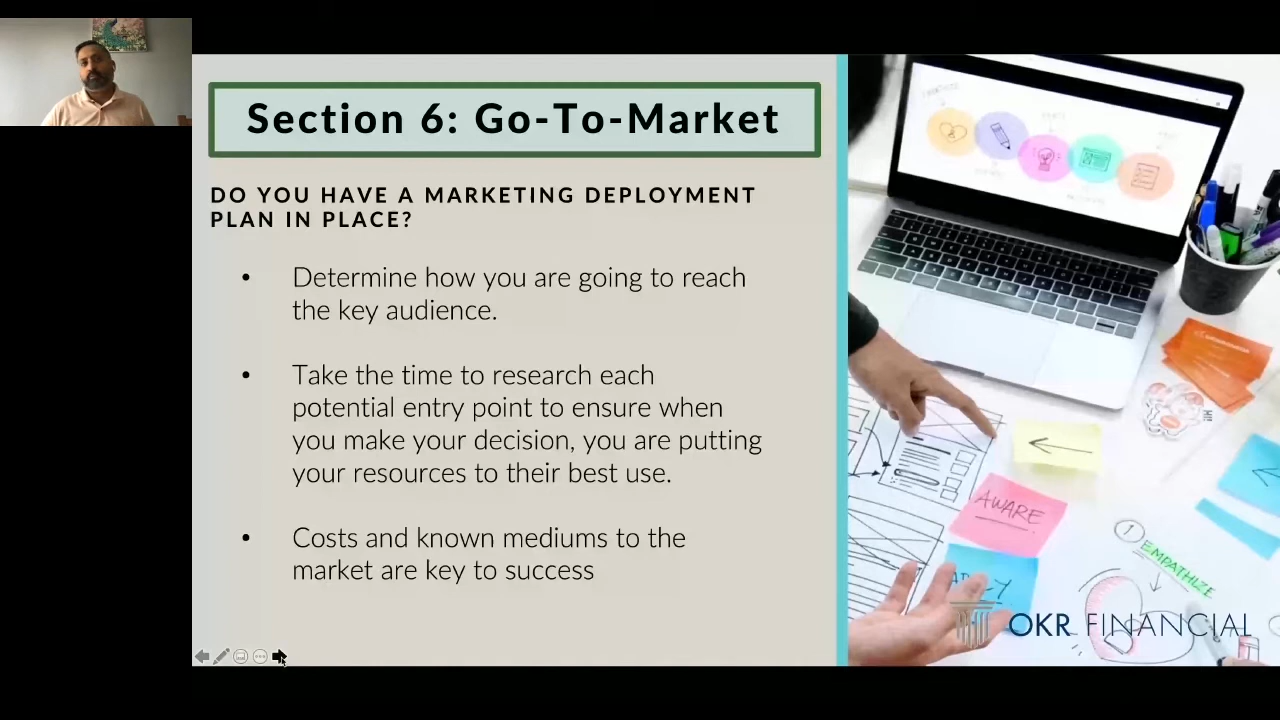 Section 6: Go-To-Market
DO YOU HAVE A MARKETING DEPLOYMENT
PLAN IN PLACE?
• Determine how you are going to reach
the key audience.
• Take the time to research each
potential entry point to ensure when
you make your decision, you are putting
your resources to their best use.
• Costs and known mediums to the
market are key to success
AWARE
1
EMPATHIZE
HI!
OKR FINANCIAL